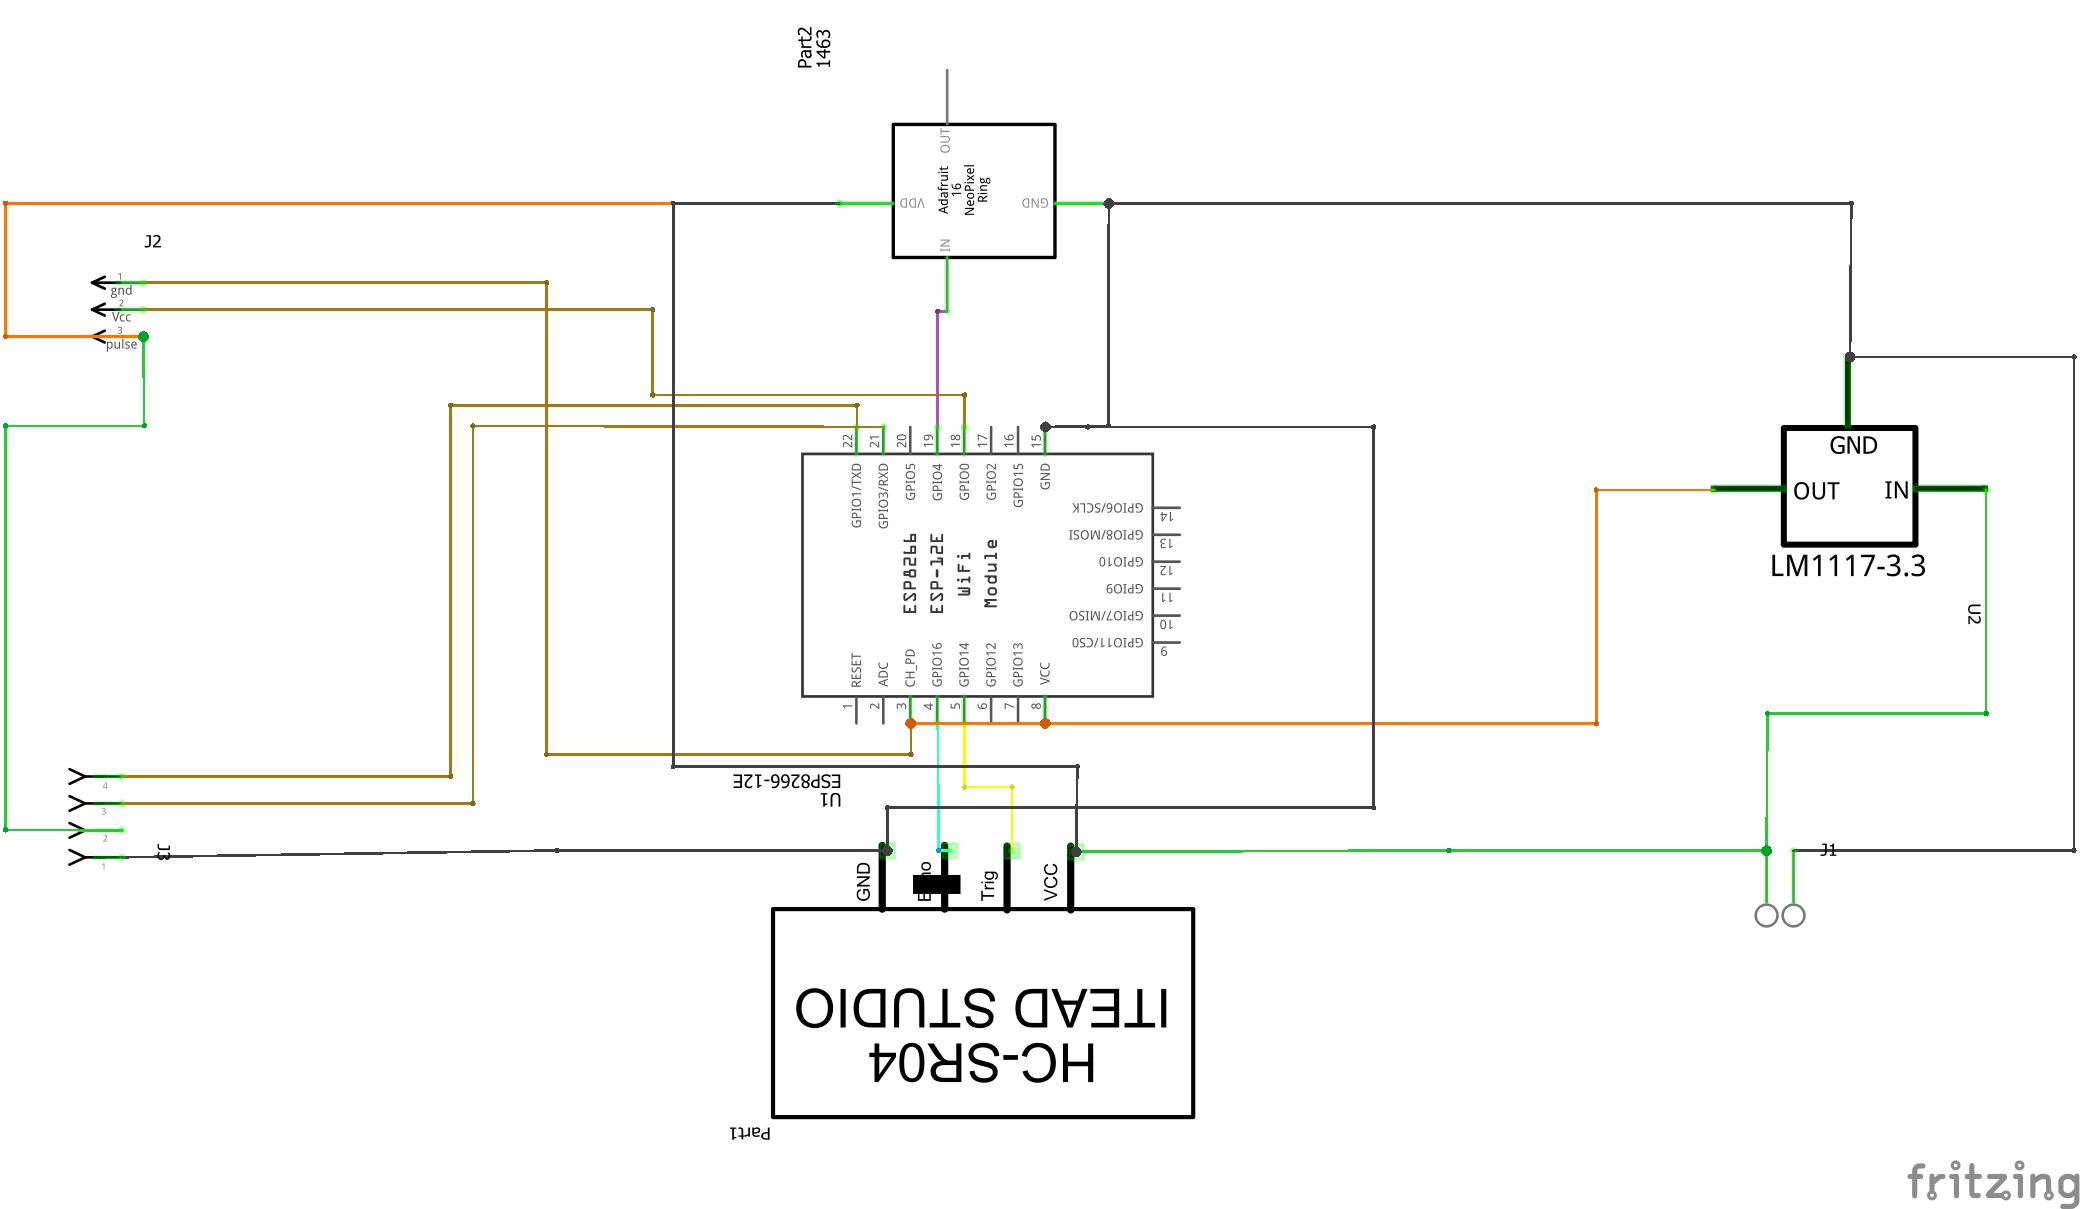 Part2
1463
OUT
VDD
Adafruit
16
NeoPixel
Ring
GND
IN
J2
1
gnd
2
Vcc
3
pulse
22
21
20
19
18
17
16
15
GPIO1/TXD
GPIO3/RXD
GPIO5
GPIO4
GPIO0
GPIO2
GPIO15
GND
GPIO6/SCLK
14
GPIO8/MOSI
13
GPIO10
12
GPIO9
11
GPIO7/MISO
10
GPIO11/CS0
9
ESP8266
ESP-12E
WiFi
Module
RESET
ADC
CH_PD
GPIO16
GPIO14
GPIO12
GPIO13
VCC
1
2
3
4
5
6
7
8
ESP8266-12E
U1
GND
OUT
IN
LM1117-3.3
U2
4
3
2
1
J3
J1
GND
Trig
VCC
HC-SR04
ITEAD STUDIO
Part1
fritzing